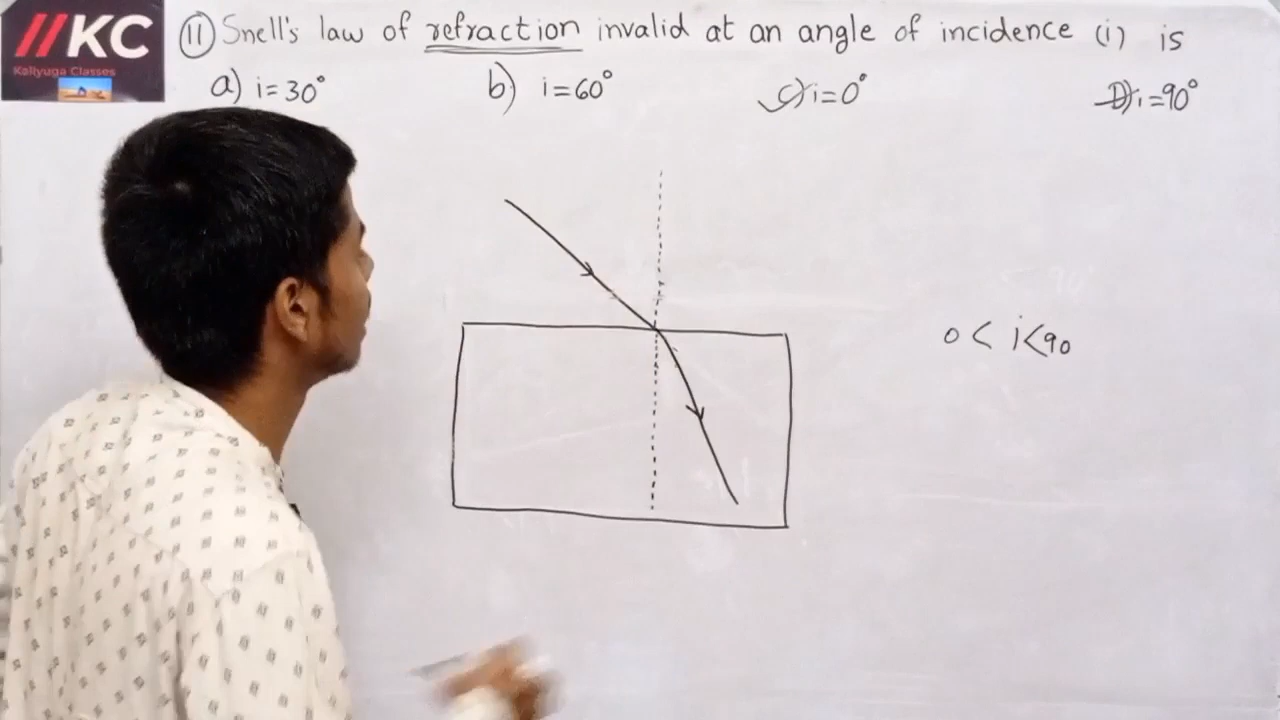 //KC
Kaliyuga Classes
11) Snell's law of refraction invalid at an angle of incidence (i) is
a) i=30° b) i=60° c) i=0° D) i=90°
0 < i < 90